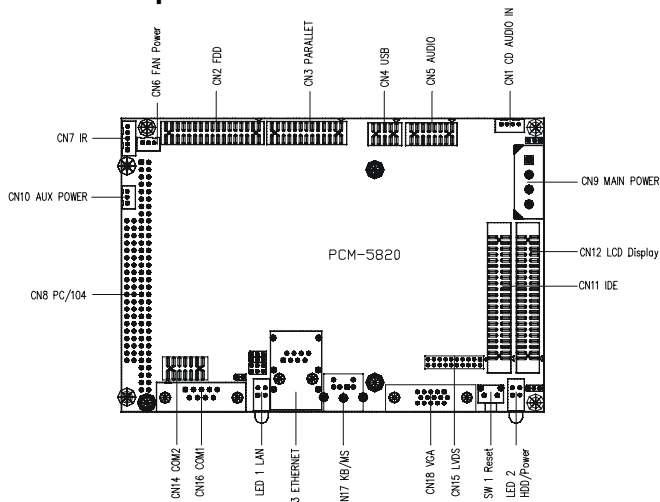 CN6 FAN Power
CN2 FDD
CN3 PARALLET
CN4 USB
CN5 AUDIO
CN1 CD AUDIO IN
CN7 IR
CN9 MAIN POWER
CN10 AUX POWER
PCM-5820
CN12 LCD Display
CN11 IDE
CN8 PC/104
CN14 COM2
CN16 COM1
LED 1 LAN
3 ETHERNET
N17 KB/MS
CN18 VGA
CN15 LVDS
SW 1 Reset
LED 2
HDD/Power